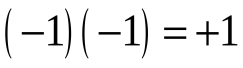 (−1)(−1) = +1